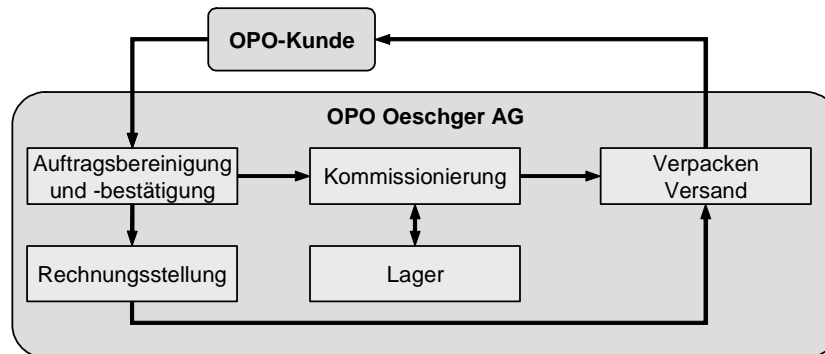 OPO-Kunde
OPO Oeschger AG
Auftragsbereinigung
und -bestätigung
Kommissionierung
Verpacken
Versand
Rechnungsstellung
Lager